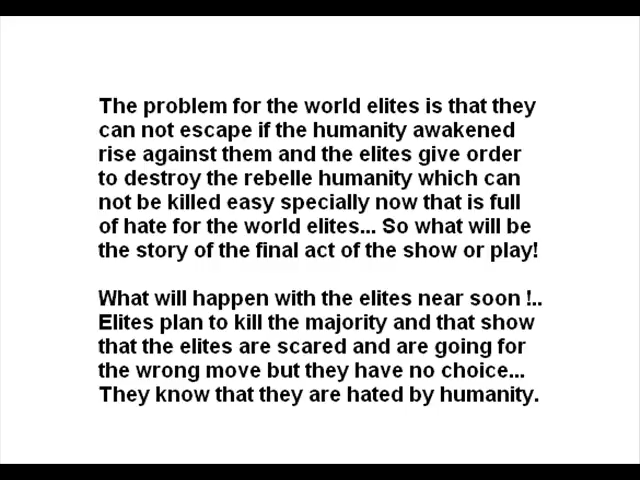 The problem for the world elites is that they
can not escape if the humanity awakened
rise against them and the elites give order
to destroy the rebelle humanity which can
not be killed easy specially now that is full
of hate for the world elites... So what will be
the story of the final act of the show or play!
What will happen with the elites near soon !..
Elites plan to kill the majority and that show
that the elites are scared and are going for
the wrong move but they have no choice...
They know that they are hated by humanity.